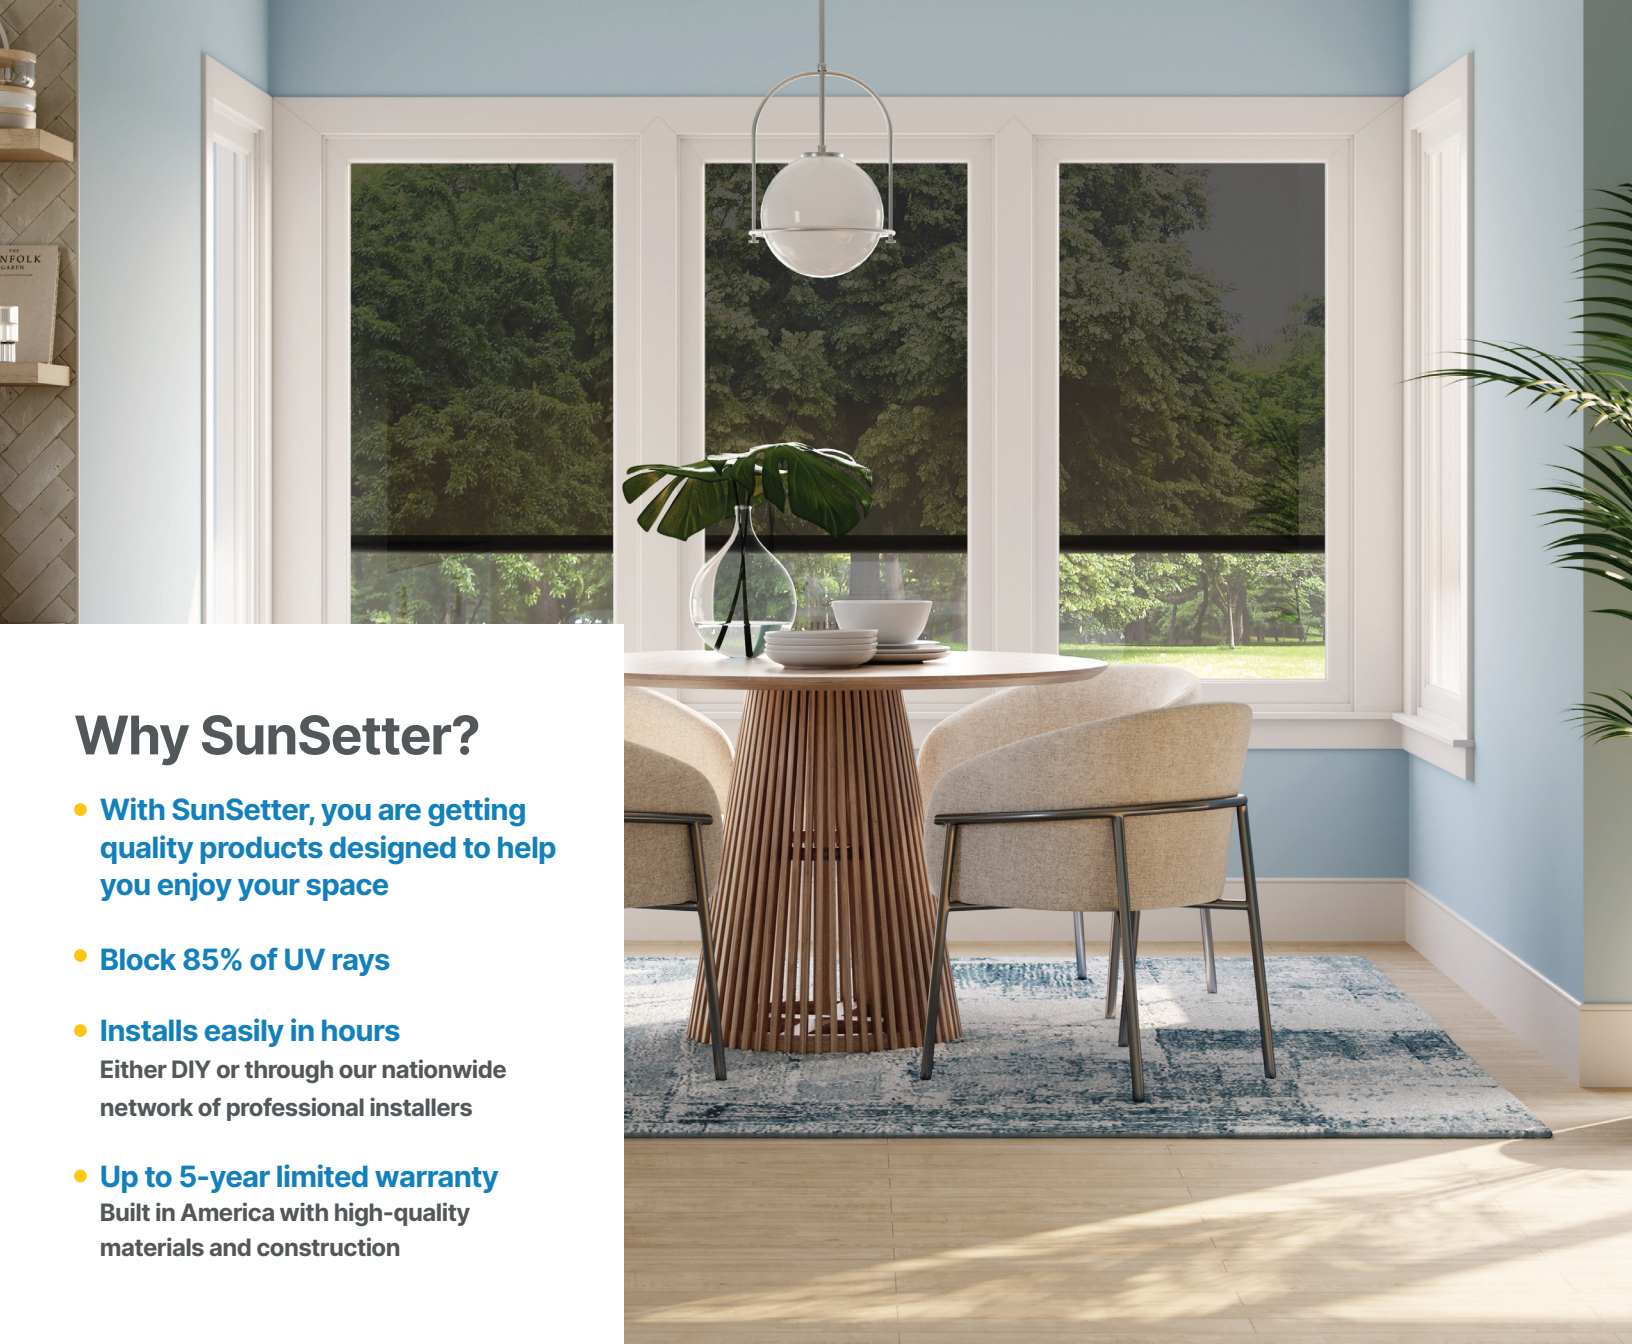 NFOLK
Why SunSetter?
With SunSetter, you are getting
quality products designed to help
you enjoy your space
Block 85% of UV rays
Installs easily in hours
Either DIY or through our nationwide
network of professional installers
Up to 5-year limited warranty
Built in America with high-quality
materials and construction